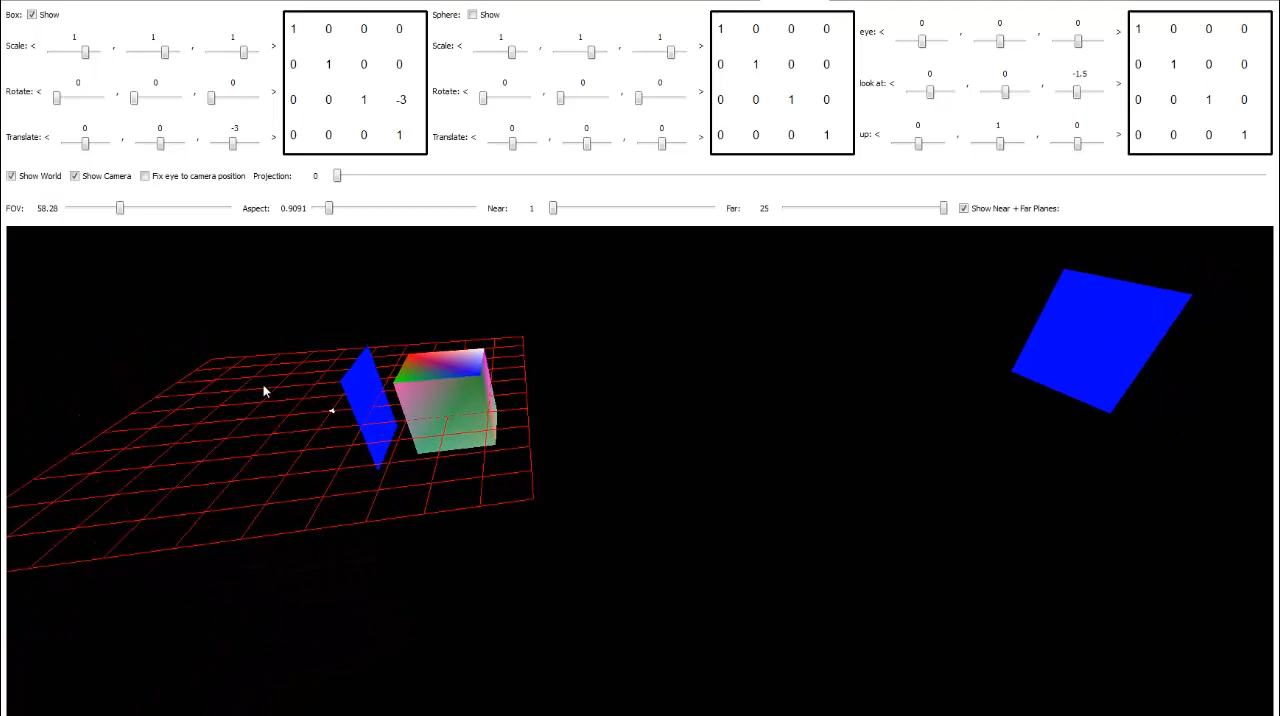 Box: Show
1 1 1
Scale: < , , >
0 0 0
Rotate: < , , >
0 0 -3
Translate: < , , >
1 0 0 0
0 1 0 0
0 0 1 -3
0 0 0 1
Sphere: Show
1 1 1
Scale: < , , >
0 0 0
Rotate: < , , >
0 0 0
Translate: < , , >
1 0 0 0
0 1 0 0
0 0 1 0
0 0 0 1
0 0 0
eye: < , , >
0 0 -1.5
look at: < , , >
0 1 0
up: < , , >
1 0 0 0
0 1 0 0
0 0 1 0
0 0 0 1
Show World Show Camera Fix eye to camera position Projection: 0
FOV: 58.28 Aspect: 0.9091 Near: 1 Far: 25 Show Near + Far Planes: